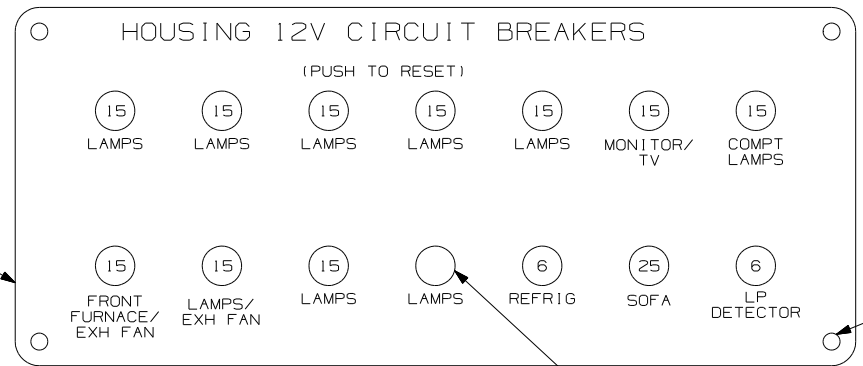 HOUSING 12V CIRCUIT BREAKERS
(PUSH TO RESET)
15 15 15 15 15 15 15
LAMPS LAMPS LAMPS LAMPS LAMPS MONITOR/ COMPT
TV LAMPS
15 15 15 6 25 6
FRONT LAMPS/ LAMPS LAMPS REFRIG SOFA LP
FURNACE/ EXH FAN DETECTOR
EXH FAN